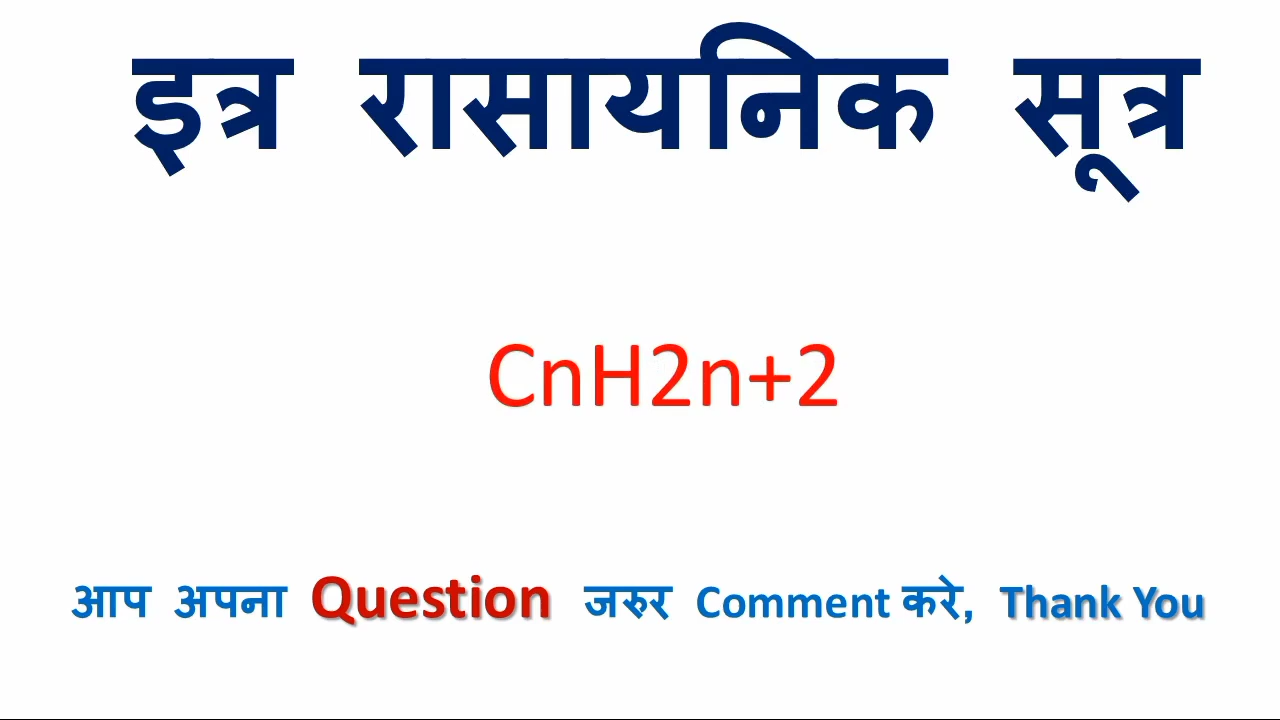 इत्र रासायनिक सूत्र
CnH2n+2
आप अपना Question जरुर Comment करे, Thank You